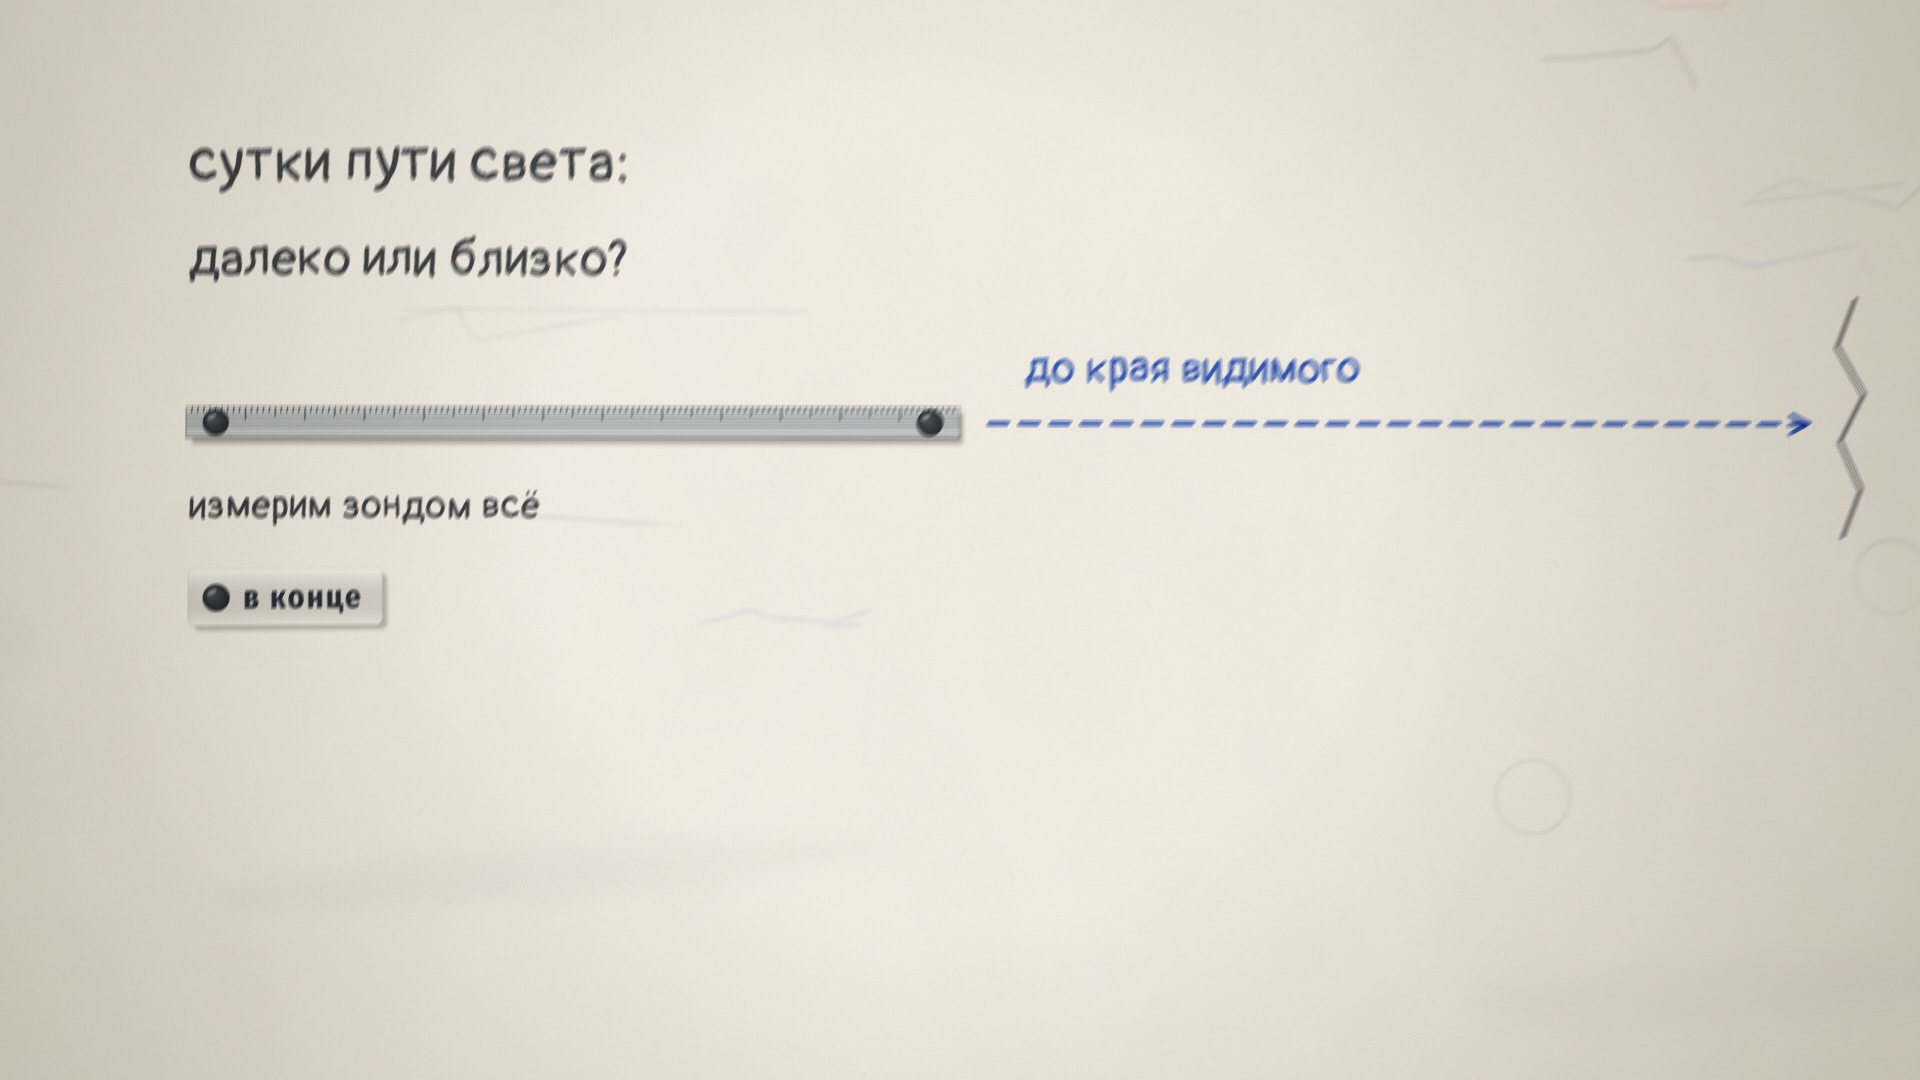 сутки пути света:
далеко или близко?
до края видимого
измерим зондом всё
в конце